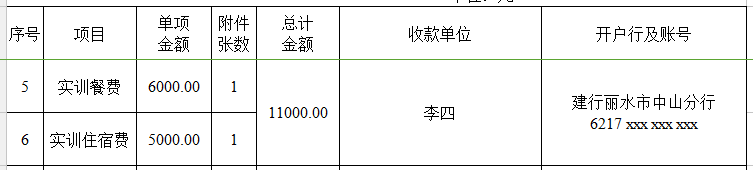 序号
项目
单项
金额
附件
张数
总计
金额
收款单位
开户行及账号
5
实训餐费
6000.00
1
11000.00
李四
建行丽水市中山分行
6217 xxx xxx xxx
6
实训住宿费
5000.00
1